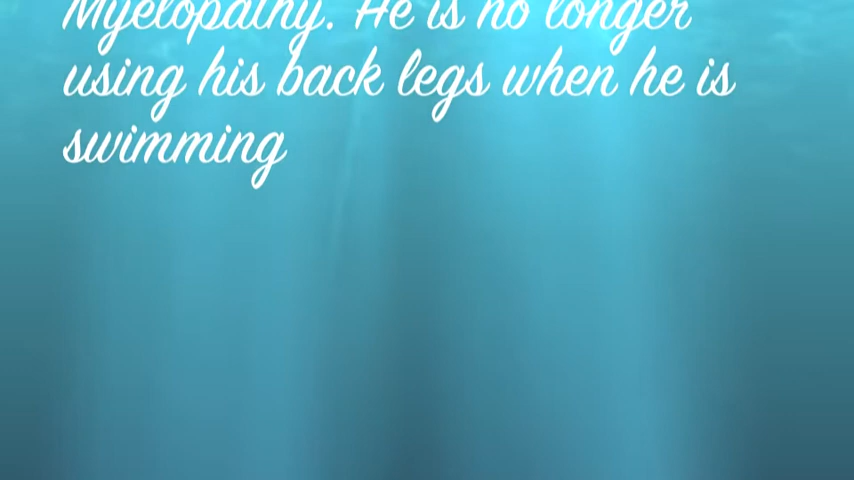 Myelopathy. He is no longer
using his back legs when he is
swimming